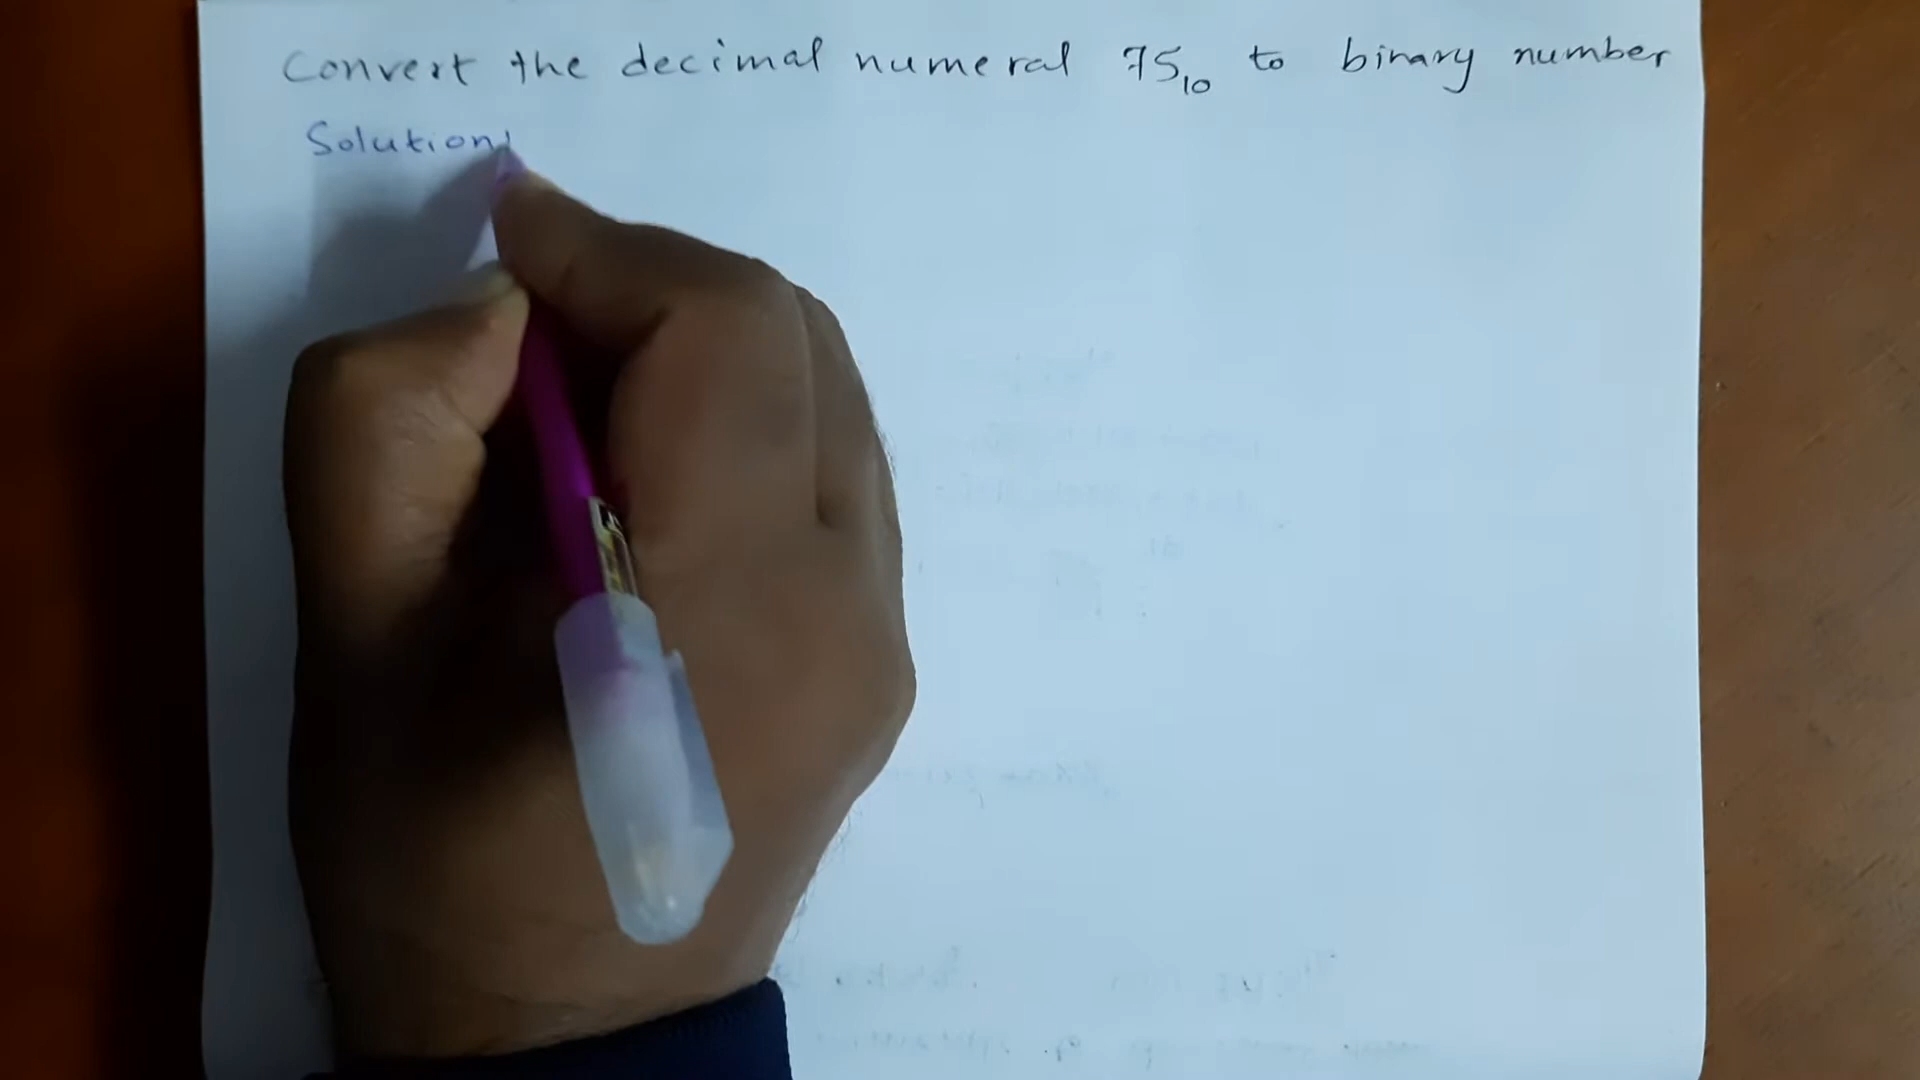 Convert the decimal numeral 75₁₀ to binary number
Solution: